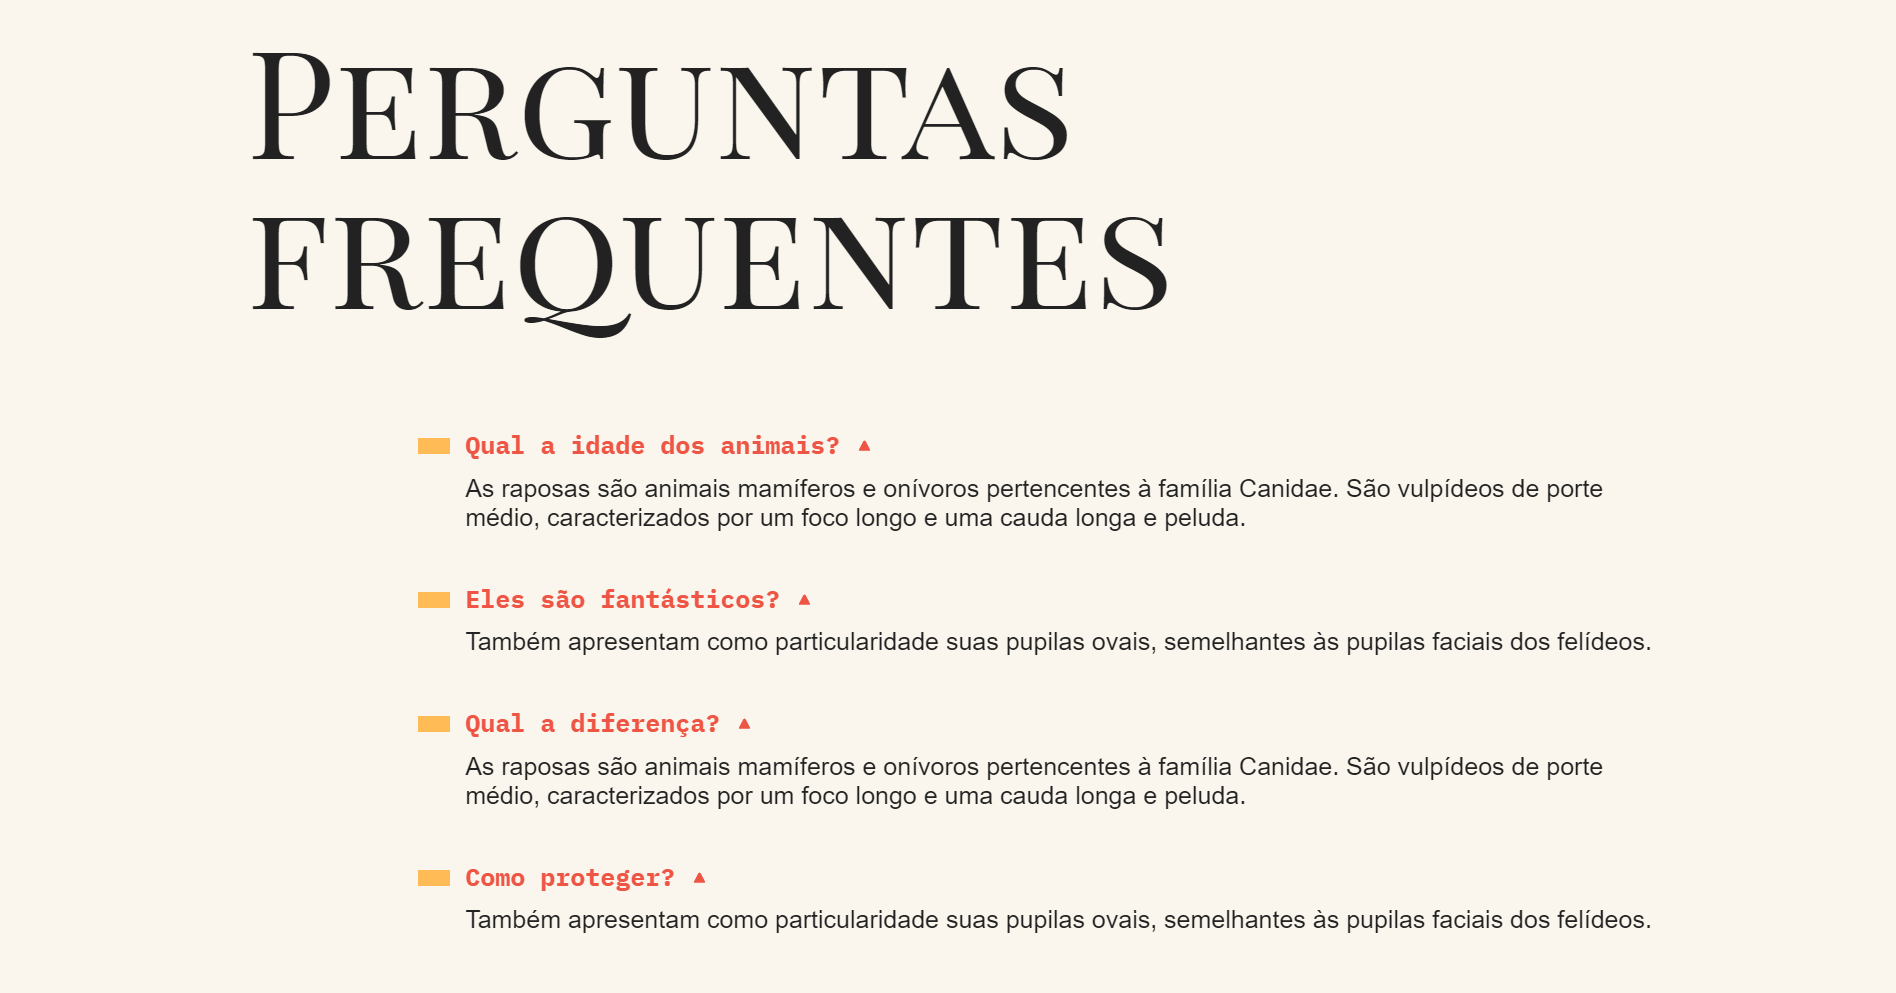 PERGUNTAS
FREQUENTES
Qual a idade dos animais? ▲
As raposas são animais mamíferos e onívoros pertencentes à família Canidae. São vulpídeos de porte
médio, caracterizados por um foco longo e uma cauda longa e peluda.
Eles são fantásticos? ▲
Também apresentam como particularidade suas pupilas ovais, semelhantes às pupilas faciais dos felídeos.
Qual a diferença? ▲
As raposas são animais mamíferos e onívoros pertencentes à família Canidae. São vulpídeos de porte
médio, caracterizados por um foco longo e uma cauda longa e peluda.
Como proteger? ▲
Também apresentam como particularidade suas pupilas ovais, semelhantes às pupilas faciais dos felídeos.